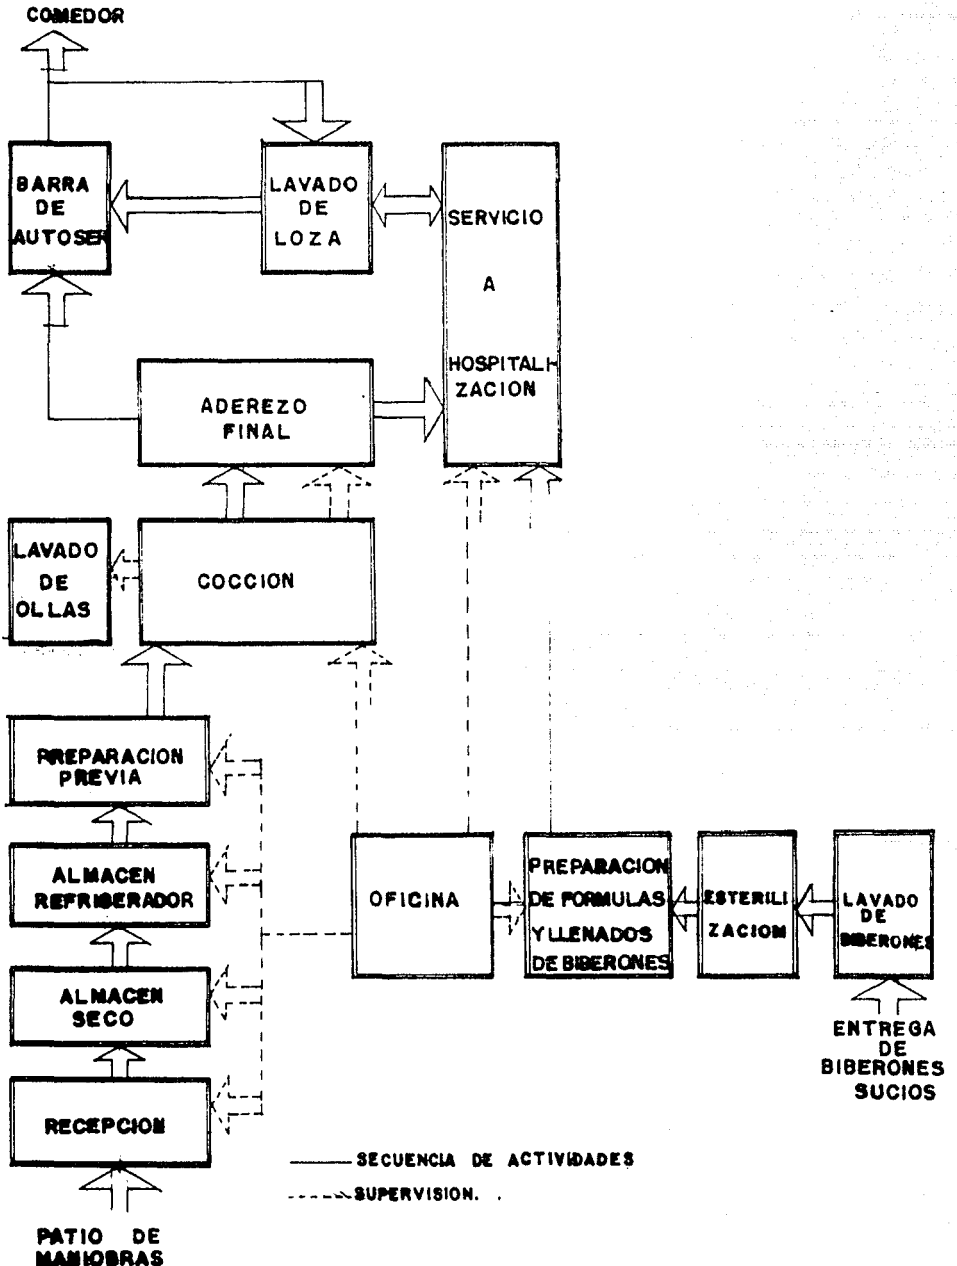 COMEDOR
BARRA
DE
AUTOSER
LAVADO
DE
LOZA
SERVICIO
A
HOSPITALI-
ZACION
ADEREZO
FINAL
LAVADO
DE
OLLAS
COCCION
PREPARACION
PREVIA
ALMACEN
REFRIGERADOR
ALMACEN
SECO
RECEPCION
PATIO DE
MANIOBRAS
OFICINA
PREPARACION
DE FORMULAS
Y LLENADOS
DE BIBERONES
ESTERILI
ZACION
LAVADO
DE
BIBERONES
ENTREGA
DE
BIBERONES
SUCIOS
SECUENCIA DE ACTIVIDADES
SUPERVISION.